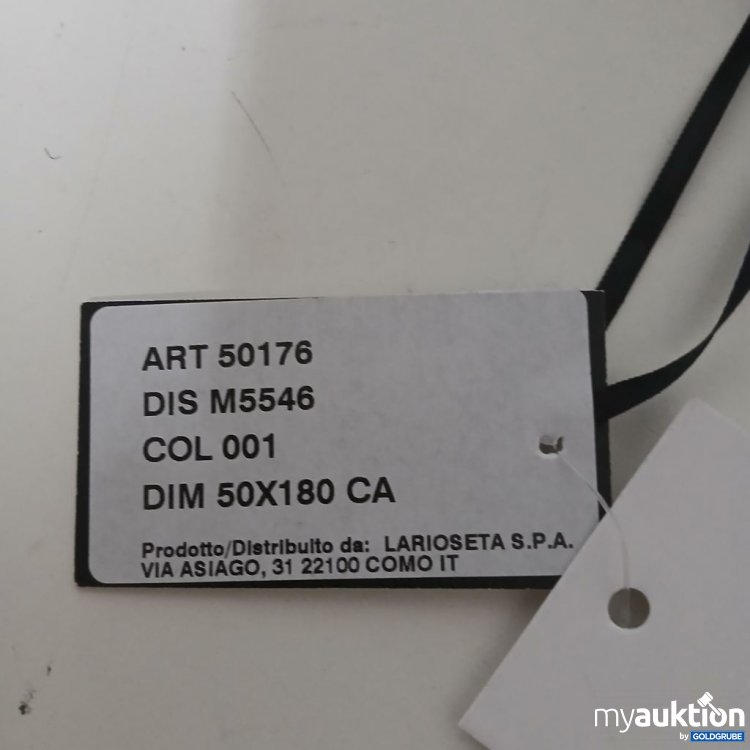 ART 50176
DIS M5546
COL 001
DIM 50X180 CA
Prodotto/Distribuito da: LARIOSETA S.P.A.
VIA ASIAGO, 31 22100 COMO IT
myauktion
by GOLDGRUBE